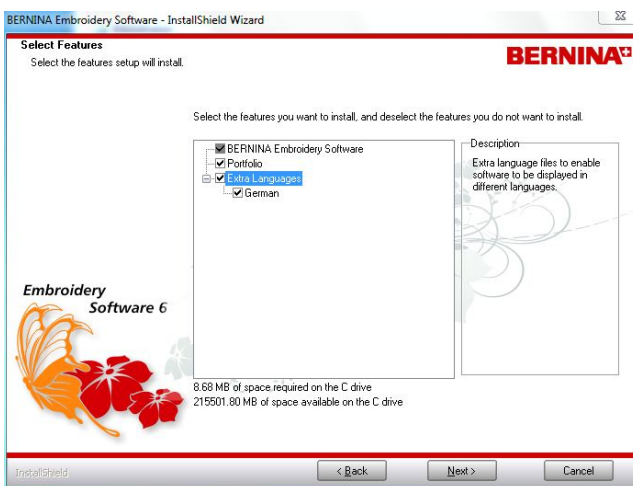 BERNINA Embroidery Software - InstallShield Wizard
Select Features
Select the features setup will install.
BERNINA
Select the features you want to install, and deselect the features you do not want to install.
BERNINA Embroidery Software
Portfolio
Extra Languages
German
Description
Extra language files to enable
software to be displayed in
different languages.
Embroidery
Software 6
8.68 MB of space required on the C drive
215501.80 MB of space available on the C drive
InstallShield
< Back
Next >
Cancel